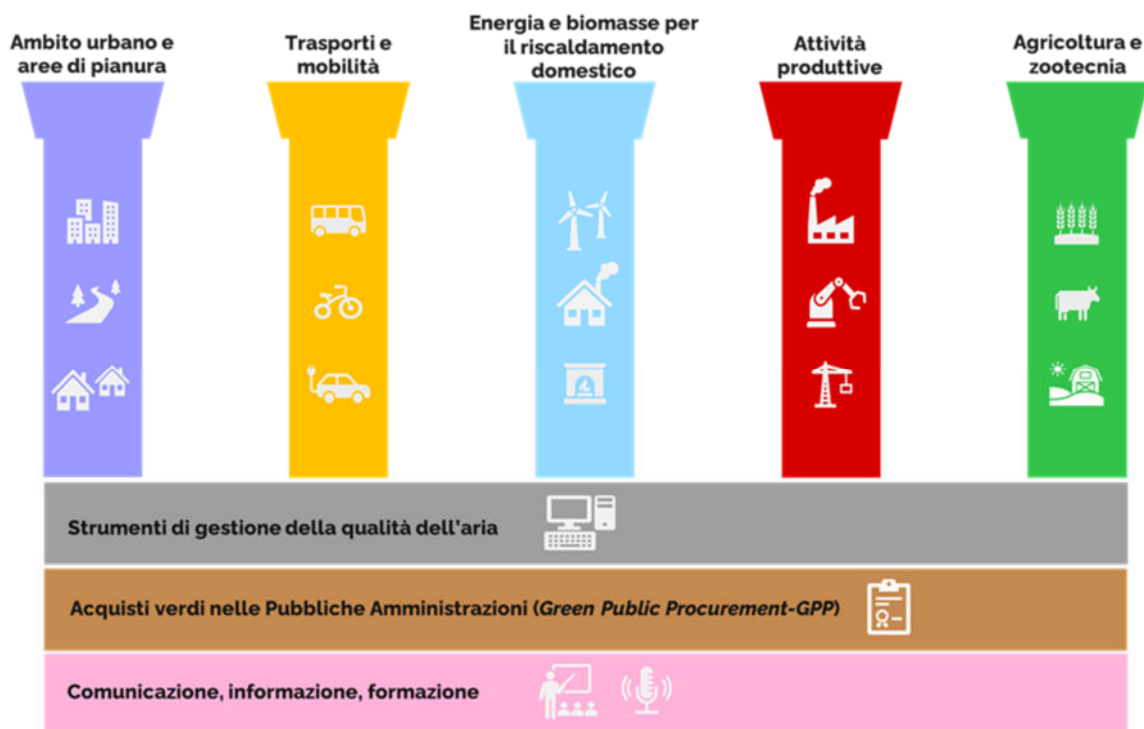 Ambito urbano e
aree di pianura
Trasporti e
mobilità
Energia e biomasse per
il riscaldamento
domestico
Attività
produttive
Agricoltura e
zootecnia
Strumenti di gestione della qualità dell'aria
Acquisti verdi nelle Pubbliche Amministrazioni (Green Public Procurement-GPP)
Comunicazione, informazione, formazione